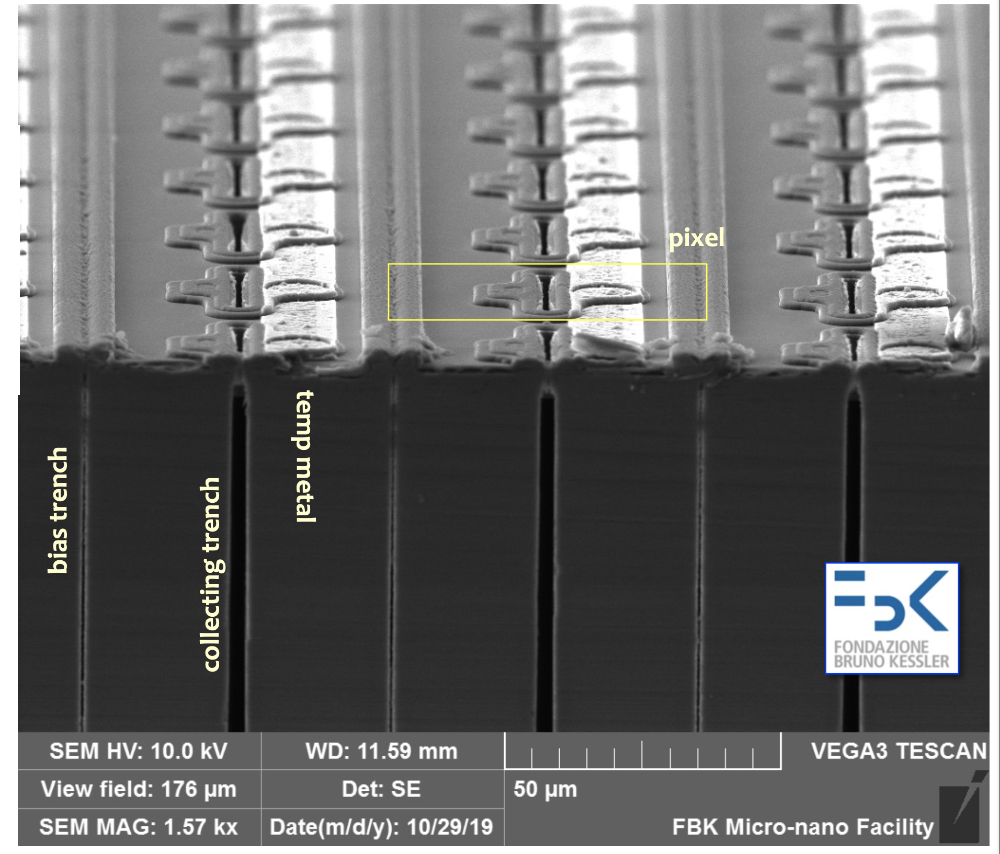 pixel
temp metal
bias trench
collecting trench
FBK
FONDAZIONE
BRUNO KESSLER
SEM HV: 10.0 kV
WD: 11.59 mm
VEGA3 TESCAN
View field: 176 µm
Det: SE
50 µm
SEM MAG: 1.57 kx
Date(m/d/y): 10/29/19
FBK Micro-nano Facility